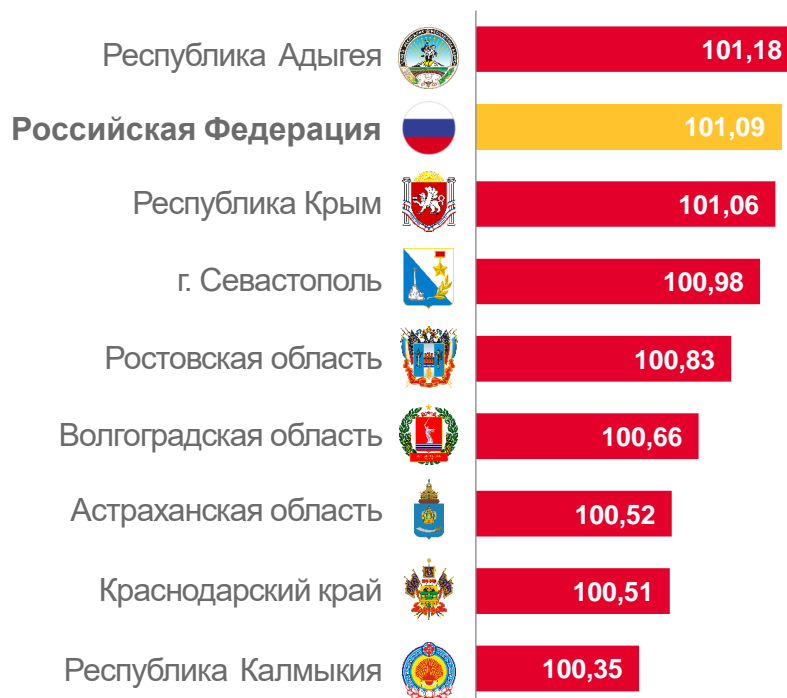 Республика Адыгея 101,18
Российская Федерация 101,09
Республика Крым 101,06
г. Севастополь 100,98
Ростовская область 100,83
Волгоградская область 100,66
Астраханская область 100,52
Краснодарский край 100,51
Республика Калмыкия 100,35